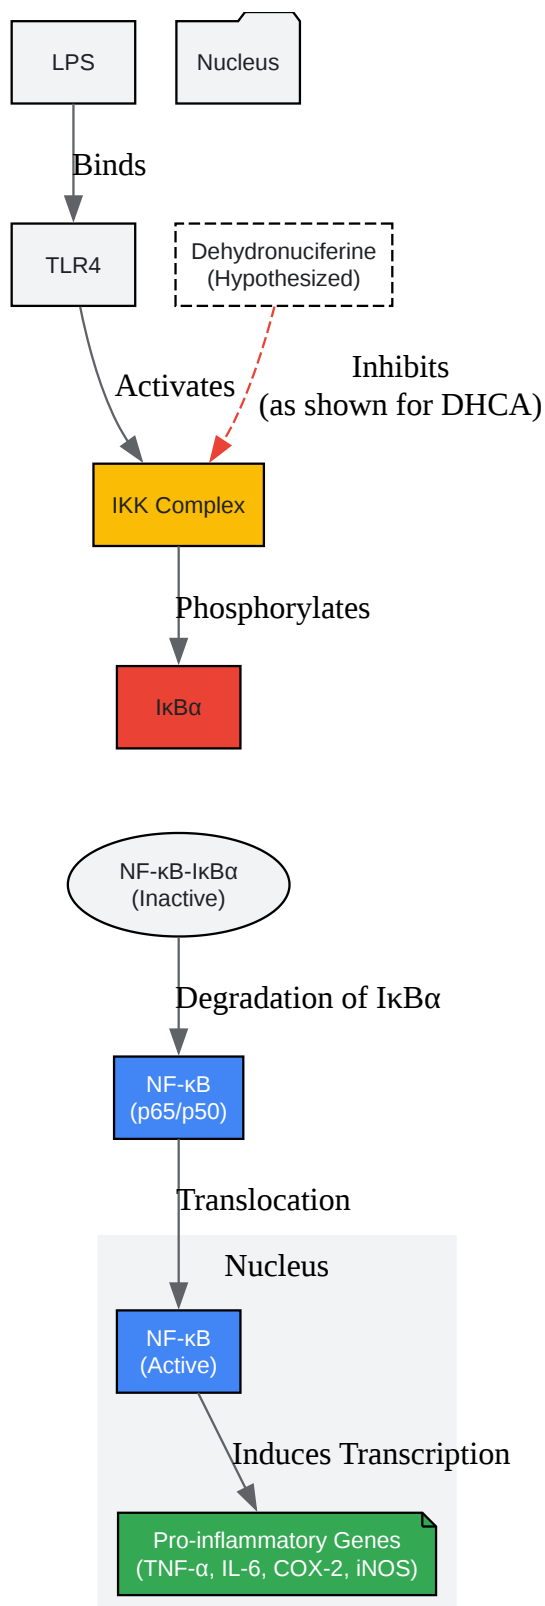 LPS
Nucleus
Binds
TLR4
Dehydronuciferine
(Hypothesized)
Activates
Inhibits
(as shown for DHCA)
IKK Complex
Phosphorylates
IκBα
NF-κB-IκBα
(Inactive)
Degradation of IκBα
NF-κB
(p65/p50)
Translocation
Nucleus
NF-κB
(Active)
Induces Transcription
Pro-inflammatory Genes
(TNF-α, IL-6, COX-2, iNOS)